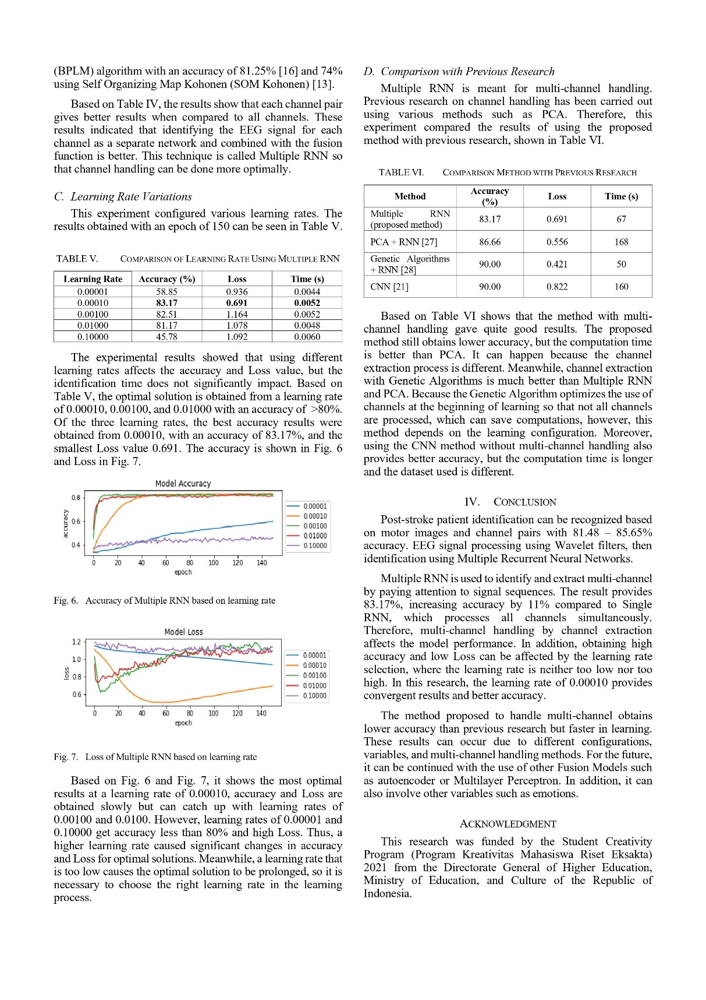 (BPLM) algorithm with an accuracy of 81.25% [16] and 74%
using Self Organizing Map Kohonen (SOM Kohonen) [13].
Based on Table IV, the results show that each channel pair
gives better results when compared to all channels. These
results indicated that identifying the EEG signal for each
channel as a separate network and combined with the fusion
function is better. This technique is called Multiple RNN so
that channel handling can be done more optimally.
C. Learning Rate Variations
This experiment configured various learning rates. The
results obtained with an epoch of 150 can be seen in Table V.
TABLE V. COMPARISON OF LEARNING RATE USING MULTIPLE RNN
Learning Rate Accuracy (%) Loss Time (s)
0.00001 58.85 0.936 0.0044
0.00010 83.17 0.691 0.0052
0.00100 82.51 1.164 0.0052
0.01000 81.17 1.078 0.0048
0.10000 45.78 1.092 0.0060
The experimental results showed that using different
learning rates affects the accuracy and Loss value, but the
identification time does not significantly impact. Based on
Table V, the optimal solution is obtained from a learning rate
of 0.00010, 0.00100, and 0.01000 with an accuracy of >80%.
Of the three learning rates, the best accuracy results were
obtained from 0.00010, with an accuracy of 83.17%, and the
smallest Loss value 0.691. The accuracy is shown in Fig. 6
and Loss in Fig. 7.
Model Accuracy
0.8
0.6
0.4
accuracy
0 20 40 60 80 100 120 140
epoch
0.00001
0.00010
0.00100
0.01000
0.10000
Fig. 6. Accuracy of Multiple RNN based on learning rate
Model Loss
1.2
1.0
0.8
0.6
loss
0 20 40 60 80 100 120 140
epoch
0.00001
0.00010
0.00100
0.01000
0.10000
Fig. 7. Loss of Multiple RNN based on learning rate
Based on Fig. 6 and Fig. 7, it shows the most optimal
results at a learning rate of 0.00010, accuracy and Loss are
obtained slowly but can catch up with learning rates of
0.00100 and 0.0100. However, learning rates of 0.00001 and
0.10000 get accuracy less than 80% and high Loss. Thus, a
higher learning rate caused significant changes in accuracy
and Loss for optimal solutions. Meanwhile, a learning rate that
is too low causes the optimal solution to be prolonged, so it is
necessary to choose the right learning rate in the learning
process.
D. Comparison with Previous Research
Multiple RNN is meant for multi-channel handling.
Previous research on channel handling has been carried out
using various methods such as PCA. Therefore, this
experiment compared the results of using the proposed
method with previous research, shown in Table VI.
TABLE VI. COMPARISON METHOD WITH PREVIOUS RESEARCH
Method Accuracy (%) Loss Time (s)
Multiple RNN (proposed method) 83.17 0.691 67
PCA + RNN [27] 86.66 0.556 168
Genetic Algorithms + RNN [28] 90.00 0.421 50
CNN [21] 90.00 0.822 160
Based on Table VI shows that the method with multi-
channel handling gave quite good results. The proposed
method still obtains lower accuracy, but the computation time
is better than PCA. It can happen because the channel
extraction process is different. Meanwhile, channel extraction
with Genetic Algorithms is much better than Multiple RNN
and PCA. Because the Genetic Algorithm optimizes the use of
channels at the beginning of learning so that not all channels
are processed, which can save computations, however, this
method depends on the learning configuration. Moreover,
using the CNN method without multi-channel handling also
provides better accuracy, but the computation time is longer
and the dataset used is different.
IV. CONCLUSION
Post-stroke patient identification can be recognized based
on motor images and channel pairs with 81.48 – 85.65%
accuracy. EEG signal processing using Wavelet filters, then
identification using Multiple Recurrent Neural Networks.
Multiple RNN is used to identify and extract multi-channel
by paying attention to signal sequences. The result provides
83.17%, increasing accuracy by 11% compared to Single
RNN, which processes all channels simultaneously.
Therefore, multi-channel handling by channel extraction
affects the model performance. In addition, obtaining high
accuracy and low Loss can be affected by the learning rate
selection, where the learning rate is neither too low nor too
high. In this research, the learning rate of 0.00010 provides
convergent results and better accuracy.
The method proposed to handle multi-channel obtains
lower accuracy than previous research but faster in learning.
These results can occur due to different configurations,
variables, and multi-channel handling methods. For the future,
it can be continued with the use of other Fusion Models such
as autoencoder or Multilayer Perceptron. In addition, it can
also involve other variables such as emotions.
ACKNOWLEDGMENT
This research was funded by the Student Creativity
Program (Program Kreativitas Mahasiswa Riset Eksakta)
2021 from the Directorate General of Higher Education,
Ministry of Education, and Culture of the Republic of
Indonesia.